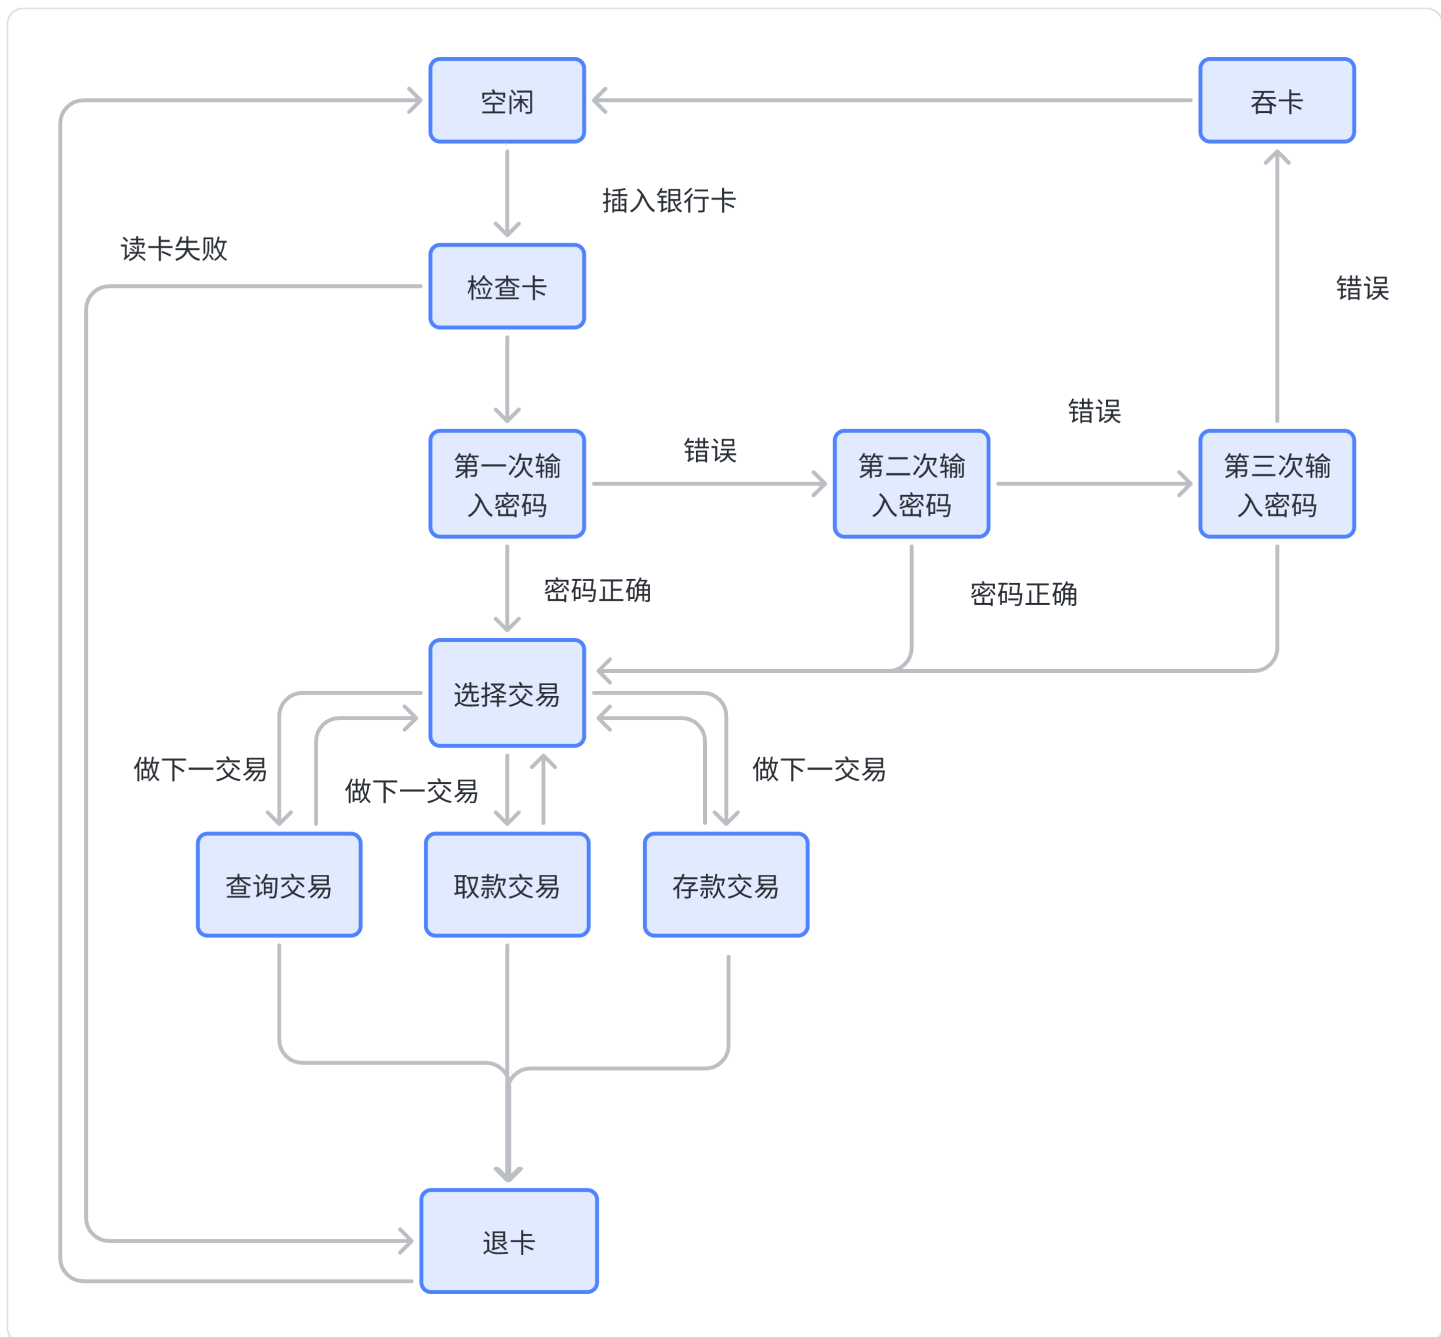 空闲
吞卡
插入银行卡
读卡失败
检查卡
错误
错误
错误
第一次输
入密码
第二次输
入密码
第三次输
入密码
密码正确
密码正确
选择交易
做下一交易
做下一交易
做下一交易
查询交易
取款交易
存款交易
退卡